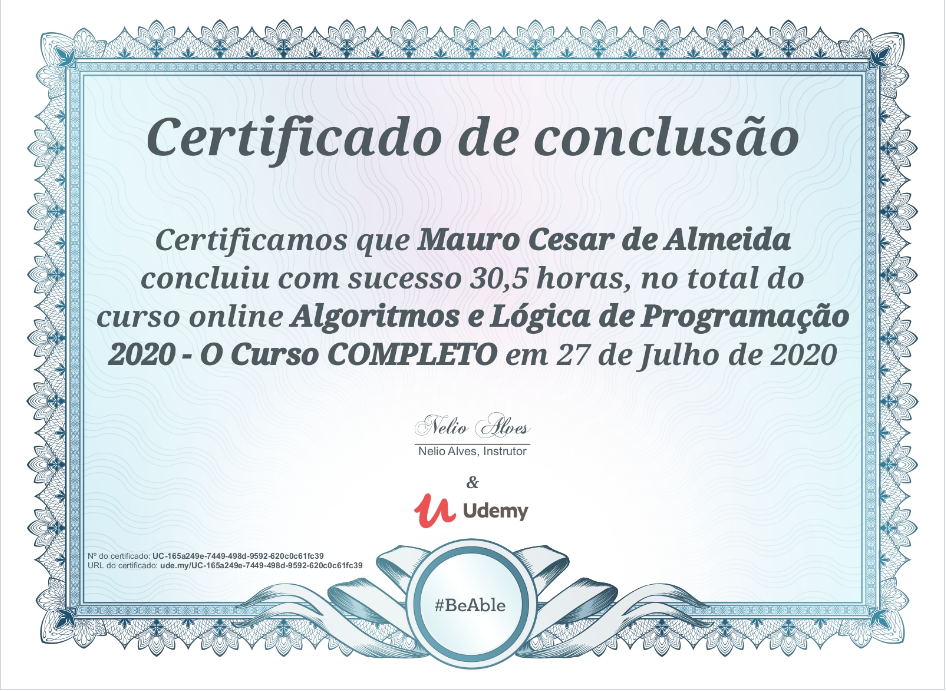 Certificado de conclusão
Certificamos que Mauro Cesar de Almeida
concluiu com sucesso 30,5 horas, no total do
curso online Algoritmos e Lógica de Programação
2020 - O Curso COMPLETO em 27 de Julho de 2020
Nelio Alves
Nelio Alves, Instrutor
&
Udemy
Nº do certificado: UC-165a249e-7449-498d-9592-620c0c61fc39
URL do certificado: ude.my/UC-165a249e-7449-498d-9592-620c0c61fc39
#BeAble